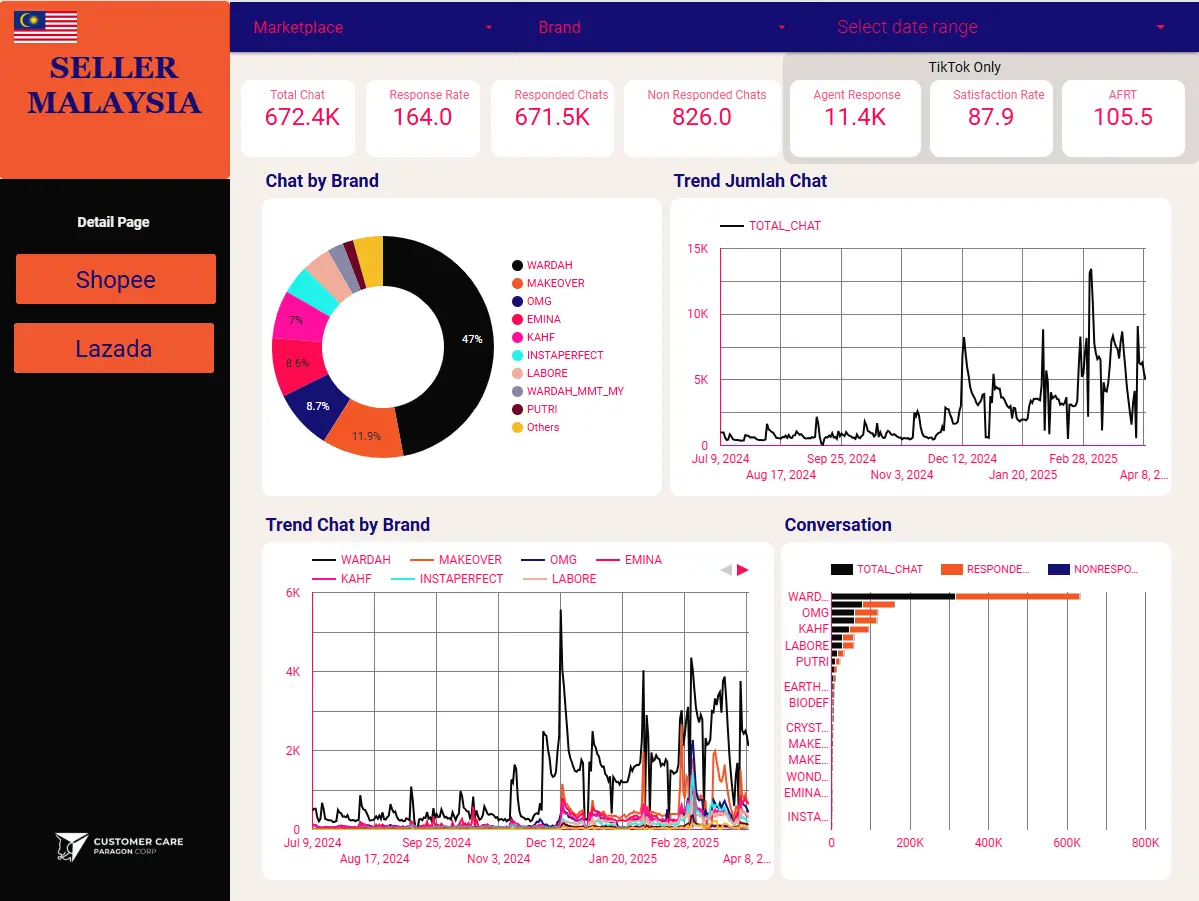 SELLER
MALAYSIA
Marketplace
Brand
Select date range
TikTok Only
Total Chat
672.4K
Response Rate
164.0
Responded Chats
671.5K
Non Responded Chats
826.0
Agent Response
11.4K
Satisfaction Rate
87.9
AFRT
105.5
Detail Page
Shopee
Lazada
CUSTOMER CARE
PARAGON CORP
Chat by Brand
47%
11.9%
8.7%
8.6%
7%
WARDAH
MAKEOVER
OMG
EMINA
KAHF
INSTAPERFECT
LABORE
WARDAH_MMT_MY
PUTRI
Others
Trend Jumlah Chat
TOTAL_CHAT
15K
10K
5K
0
Jul 9, 2024
Aug 17, 2024
Sep 25, 2024
Nov 3, 2024
Dec 12, 2024
Jan 20, 2025
Feb 28, 2025
Apr 8, 2...
Trend Chat by Brand
WARDAH MAKEOVER OMG EMINA
KAHF INSTAPERFECT LABORE
6K
4K
2K
0
Jul 9, 2024
Aug 17, 2024
Sep 25, 2024
Nov 3, 2024
Dec 12, 2024
Jan 20, 2025
Feb 28, 2025
Apr 8, 2...
Conversation
TOTAL_CHAT RESPONDE... NONRESPO...
WARD...
OMG
KAHF
LABORE
PUTRI
EARTH...
BIODEF
CRYST...
MAKE...
MAKE...
WOND...
EMINA...
INSTA...
0 200K 400K 600K 800K